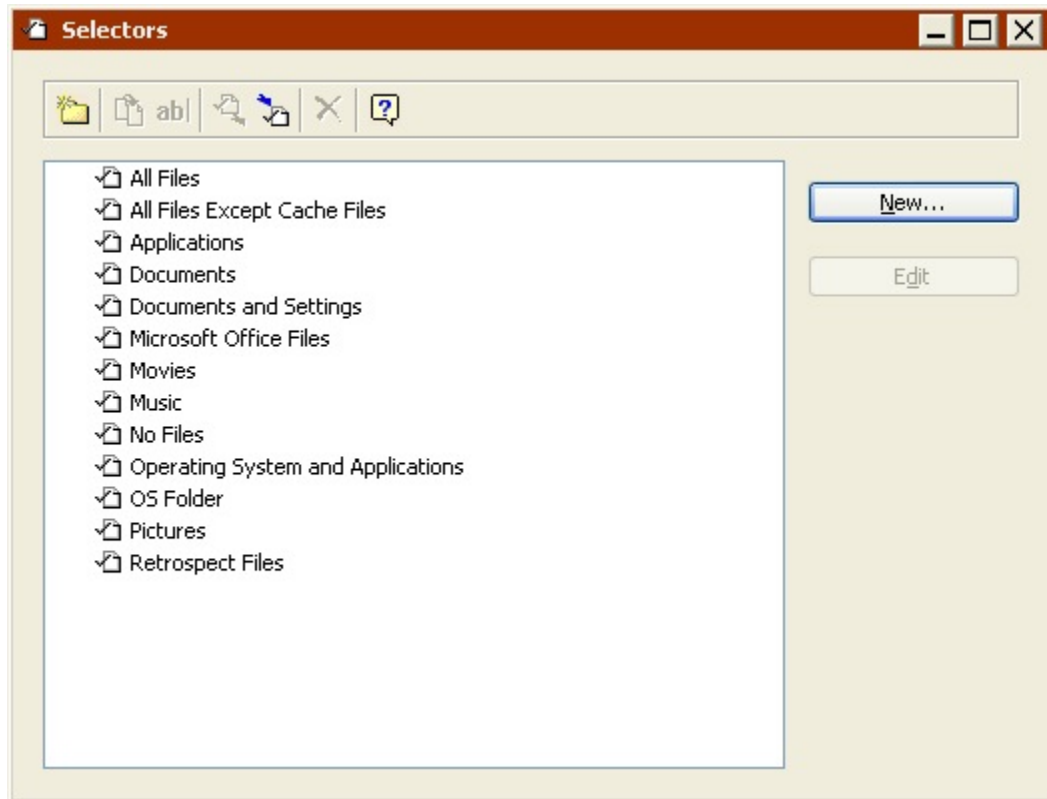 Selectors
ab|
All Files
All Files Except Cache Files
Applications
Documents
Documents and Settings
Microsoft Office Files
Movies
Music
No Files
Operating System and Applications
OS Folder
Pictures
Retrospect Files
New...
Edit